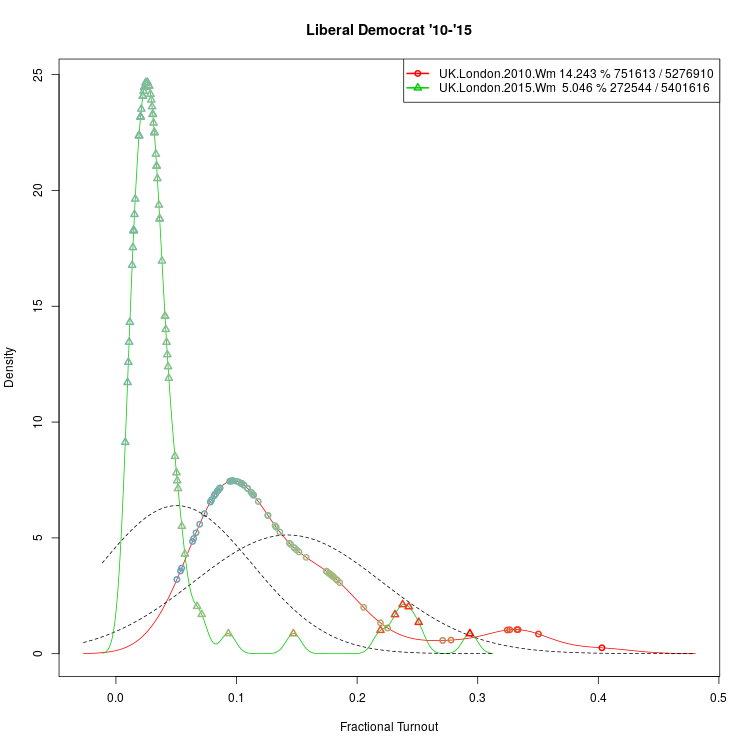 Liberal Democrat '10-'15
UK.London.2010.Wm 14.243 % 751613 / 5276910
UK.London.2015.Wm 5.046 % 272544 / 5401616
25
20
15
10
5
0
Density
0.0 0.1 0.2 0.3 0.4 0.5
Fractional Turnout